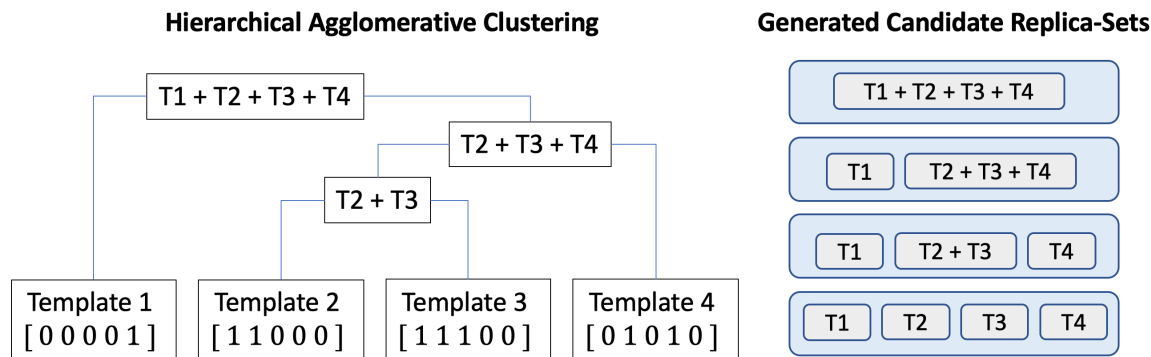 Hierarchical Agglomerative Clustering
T1 + T2 + T3 + T4
T2 + T3 + T4
T2 + T3
Template 1
[ 0 0 0 0 1 ]
Template 2
[ 1 1 0 0 0 ]
Template 3
[ 1 1 1 0 0 ]
Template 4
[ 0 1 0 1 0 ]
Generated Candidate Replica-Sets
T1 + T2 + T3 + T4
T1 T2 + T3 + T4
T1 T2 + T3 T4
T1 T2 T3 T4